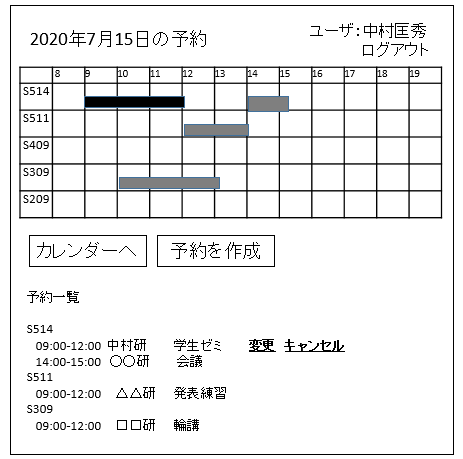 2020年7月15日の予約
ユーザ：中村匡秀
ログアウト
8 9 10 11 12 13 14 15 16 17 18 19
S514
S511
S409
S309
S209
カレンダーへ 予約を作成
予約一覧
S514
09:00-12:00 中村研 学生ゼミ 変更 キャンセル
14:00-15:00 〇〇研 会議
S511
09:00-12:00 △△研 発表練習
S309
09:00-12:00 □□研 輪講